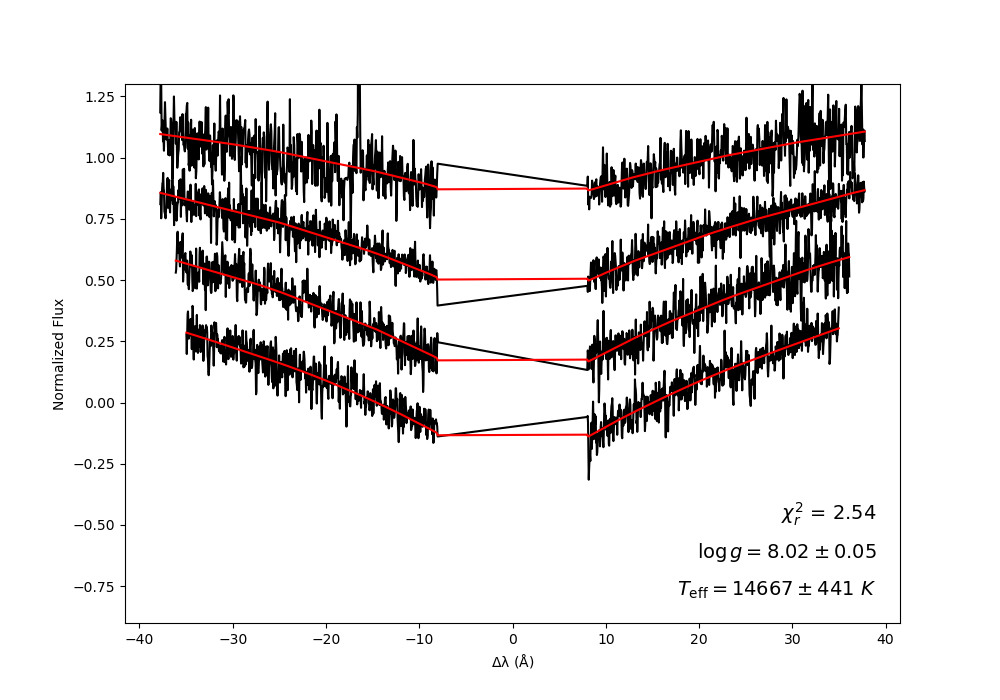 1.25
1.00
0.75
0.50
0.25
0.00
−0.25
−0.50
−0.75
Normalized Flux
χ²ᵣ = 2.54
log g = 8.02 ± 0.05
T_eff = 14667 ± 441 K
−40 −30 −20 −10 0 10 20 30 40
Δλ (Å)